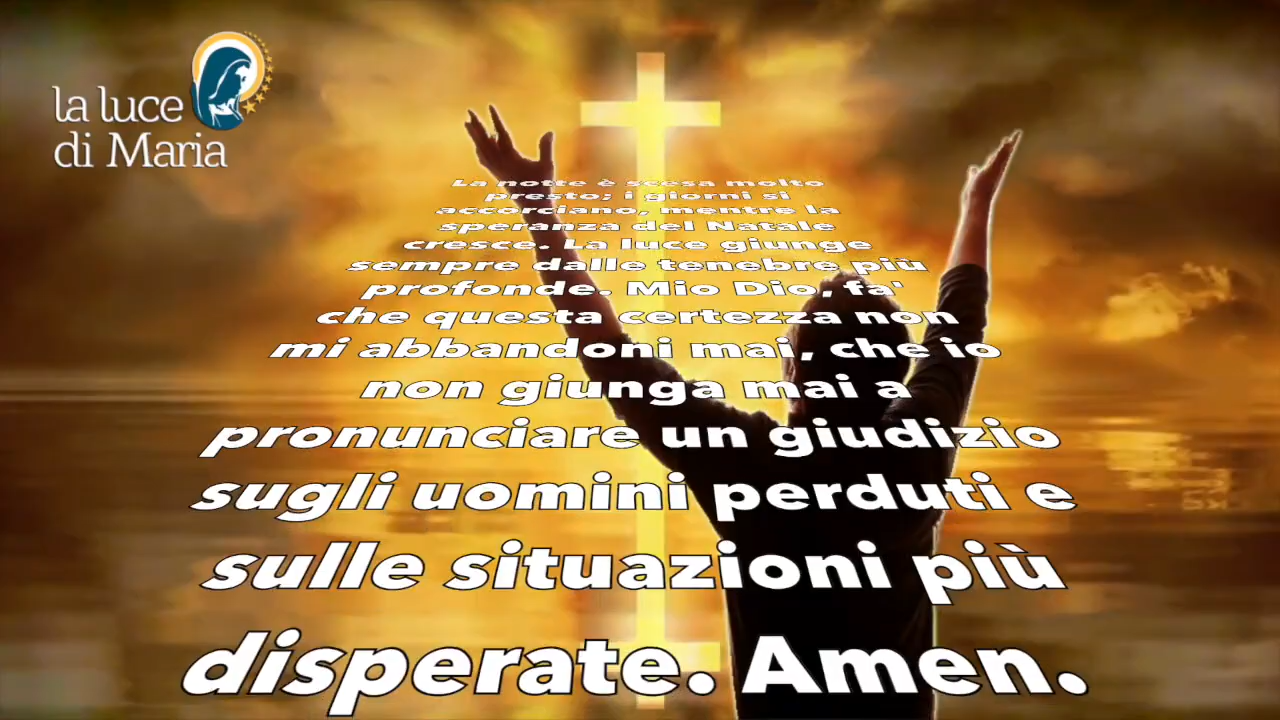 la luce
di Maria
La notte è scesa molto
presto; i giorni si
accorciano, mentre la
speranza del Natale
cresce. La luce giunge
sempre dalle tenebre più
profonde. Mio Dio, fa'
che questa certezza non
mi abbandoni mai, che io
non giunga mai a
pronunciare un giudizio
sugli uomini perduti e
sulle situazioni più
disperate. Amen.